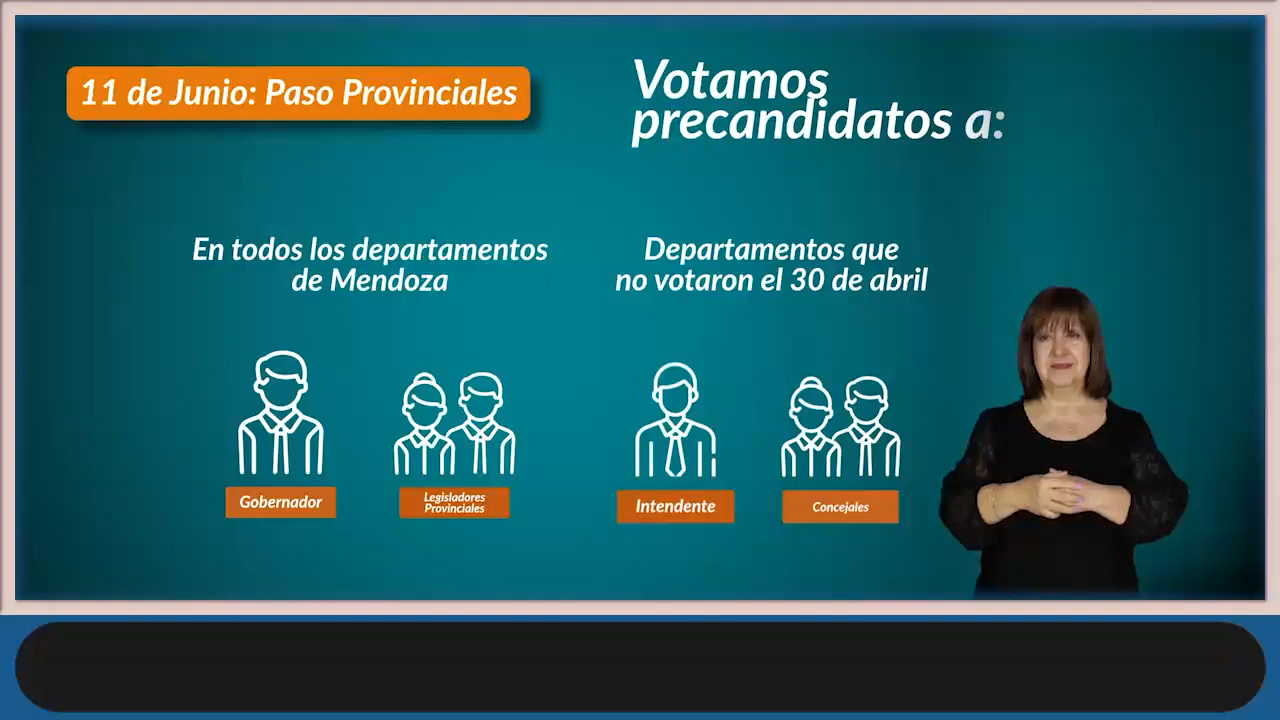 11 de Junio: Paso Provinciales
Votamos
precandidatos a:
En todos los departamentos
de Mendoza
Departamentos que
no votaron el 30 de abril
Gobernador
Legisladores
Provinciales
Intendente
Concejales